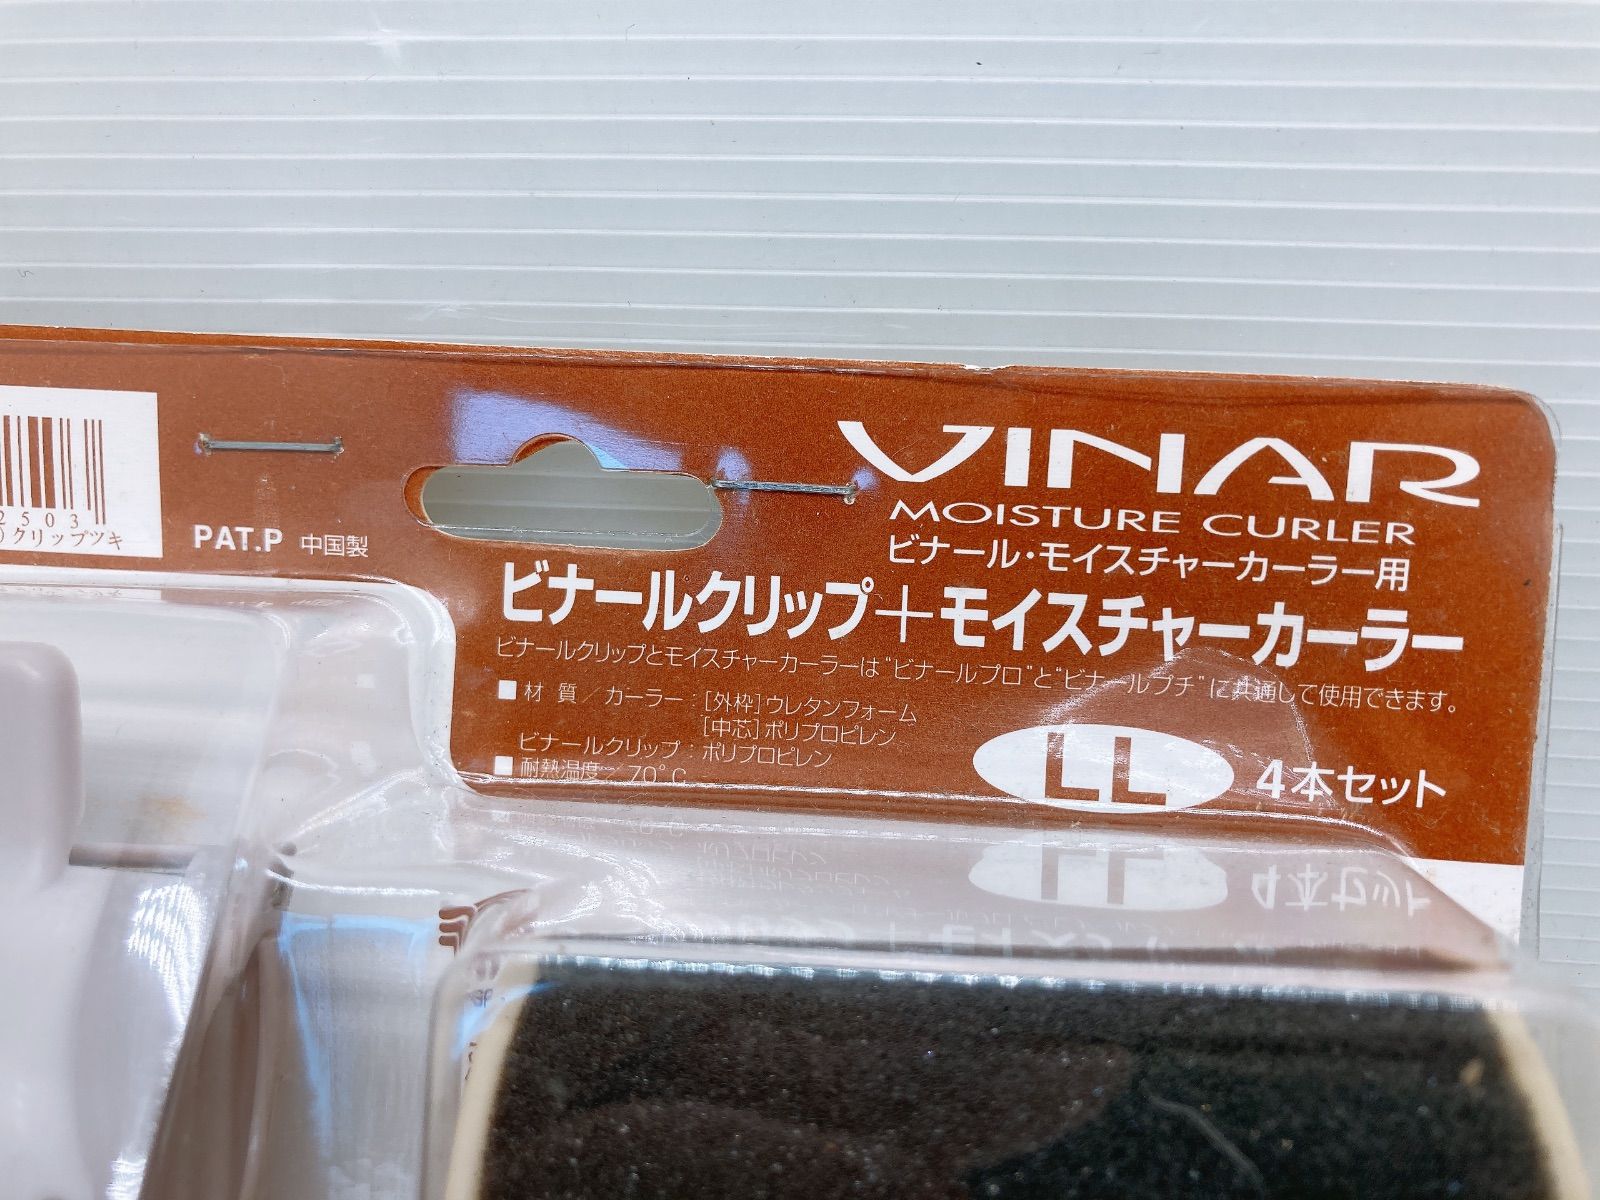 2503
)クリップツキ
PAT.P 中国製
VINAR
MOISTURE CURLER
ビナール・モイスチャーカーラー用
ビナールクリップ＋モイスチャーカーラー
ビナールクリップとモイスチャーカーラーは"ビナールプロ"と"ビナールプチ"に共通して使用できます。
■材 質／カーラー：[外枠]ウレタンフォーム
[中芯]ポリプロピレン
ビナールクリップ：ポリプロピレン
■耐熱温度／70°C
LL 4本セット